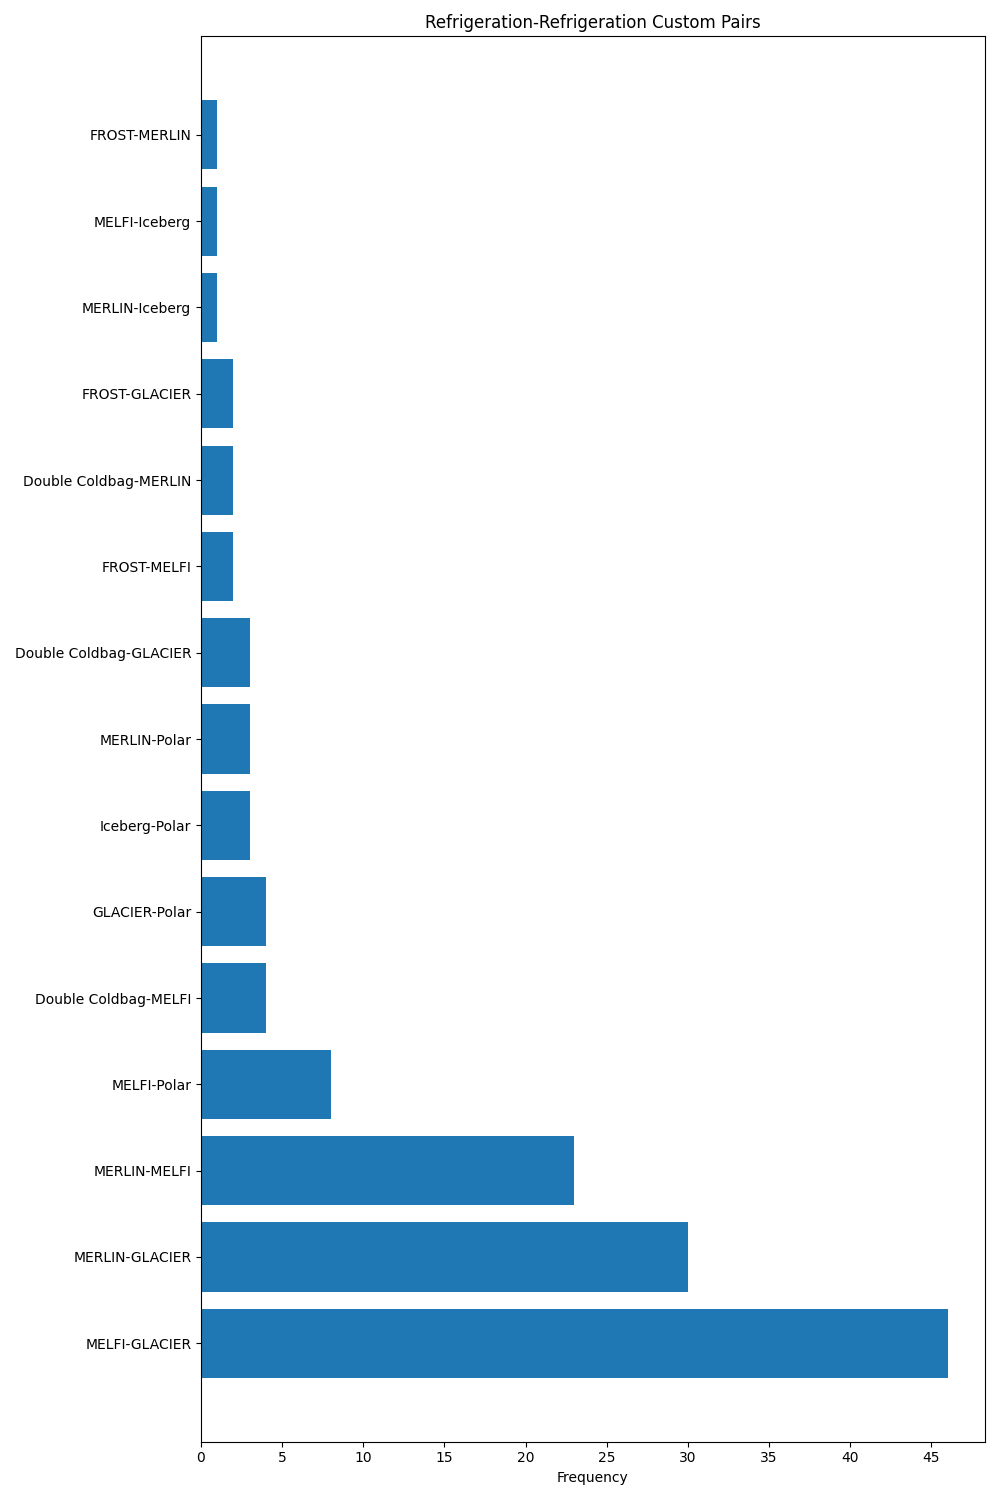 Refrigeration-Refrigeration Custom Pairs
FROST-MERLIN
MELFI-Iceberg
MERLIN-Iceberg
FROST-GLACIER
Double Coldbag-MERLIN
FROST-MELFI
Double Coldbag-GLACIER
MERLIN-Polar
Iceberg-Polar
GLACIER-Polar
Double Coldbag-MELFI
MELFI-Polar
MERLIN-MELFI
MERLIN-GLACIER
MELFI-GLACIER
0 5 10 15 20 25 30 35 40 45
Frequency